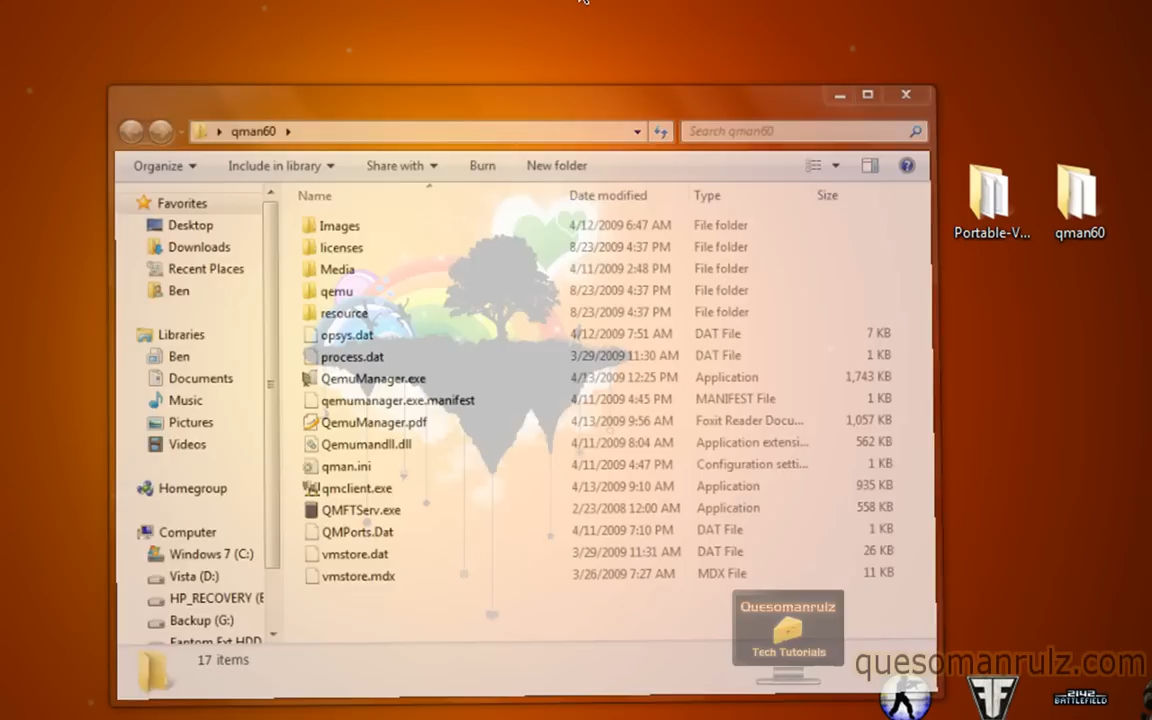 qman60
Search qman60
Organize
Include in library
Share with
Burn
New folder
Name
Date modified
Type
Size
Favorites
Desktop
Downloads
Recent Places
Ben
Libraries
Ben
Documents
Music
Pictures
Videos
Homegroup
Computer
Windows 7 (C:)
Vista (D:)
HP_RECOVERY (E
Backup (G:)
Fantom Ext HDD
Images 4/12/2009 6:47 AM File folder
licenses 8/23/2009 4:37 PM File folder
Media 4/11/2009 2:48 PM File folder
qemu 8/23/2009 4:37 PM File folder
resource 8/23/2009 4:37 PM File folder
opsys.dat 4/12/2009 7:51 AM DAT File 7 KB
process.dat 3/29/2009 11:30 AM DAT File 1 KB
QemuManager.exe 4/13/2009 12:25 PM Application 1,743 KB
qemumanager.exe.manifest 4/11/2009 4:45 PM MANIFEST File 1 KB
QemuManager.pdf 4/13/2009 9:56 AM Foxit Reader Docu... 1,057 KB
Qemumandll.dll 4/11/2009 8:04 AM Application extensi... 562 KB
qman.ini 4/11/2009 4:47 PM Configuration setti... 1 KB
qmclient.exe 4/13/2009 9:10 AM Application 935 KB
QMFTServ.exe 2/23/2008 12:00 AM Application 558 KB
QMPorts.Dat 4/11/2009 7:10 PM DAT File 1 KB
vmstore.dat 3/29/2009 11:31 AM DAT File 26 KB
vmstore.mdx 3/26/2009 7:27 AM MDX File 11 KB
17 items
Portable-V...
qman60
Quesomanrulz
Tech Tutorials
quesomanrulz.com
2142
BATTLEFIELD